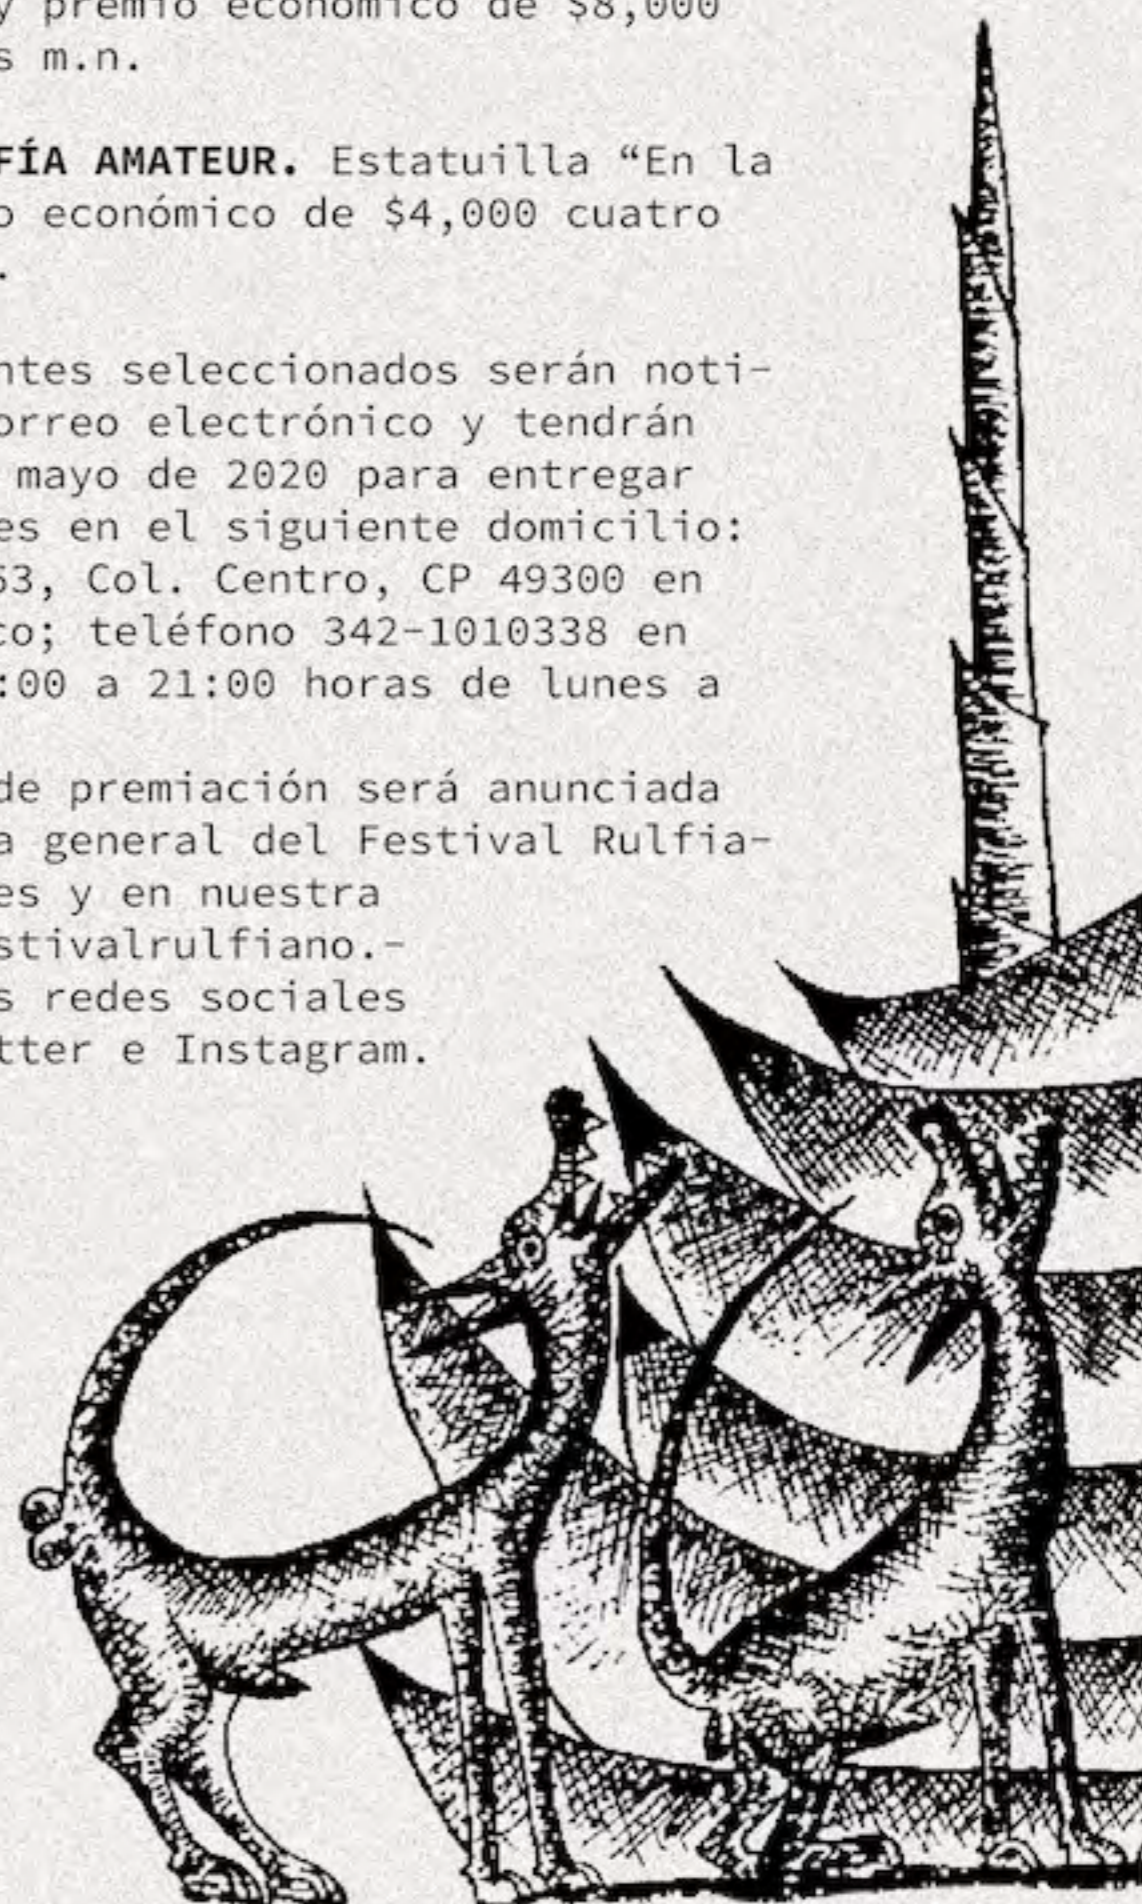 y premio económico de $8,000
s m.n.
FÍA AMATEUR. Estatuilla “En la
o económico de $4,000 cuatro
.
ntes seleccionados serán noti-
orreo electrónico y tendrán
mayo de 2020 para entregar
es en el siguiente domicilio:
63, Col. Centro, CP 49300 en
co; teléfono 342-1010338 en
:00 a 21:00 horas de lunes a
de premiación será anunciada
a general del Festival Rulfia-
es y en nuestra
stivalrulfiano.-
s redes sociales
tter e Instagram.